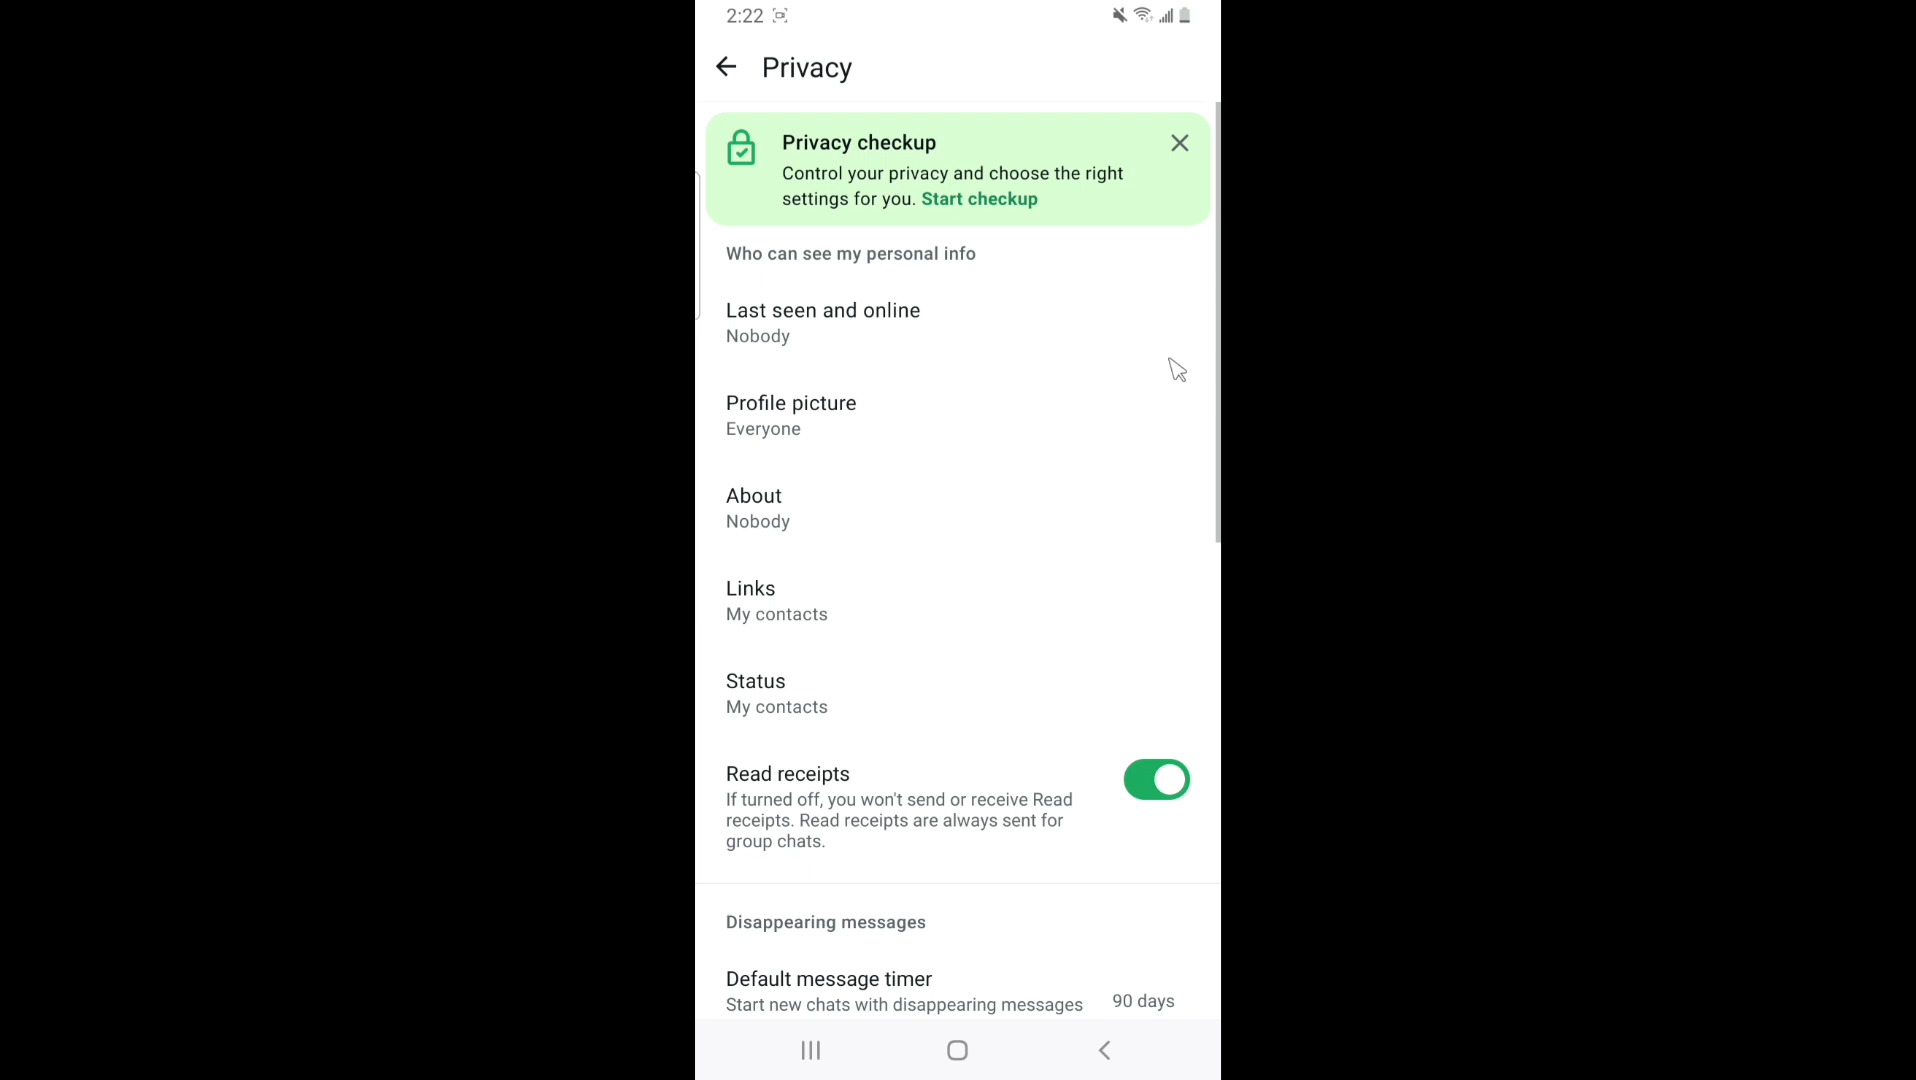 2:22
Privacy
Privacy checkup
Control your privacy and choose the right
settings for you. Start checkup
Who can see my personal info
Last seen and online
Nobody
Profile picture
Everyone
About
Nobody
Links
My contacts
Status
My contacts
Read receipts
If turned off, you won't send or receive Read
receipts. Read receipts are always sent for
group chats.
Disappearing messages
Default message timer
Start new chats with disappearing messages
90 days